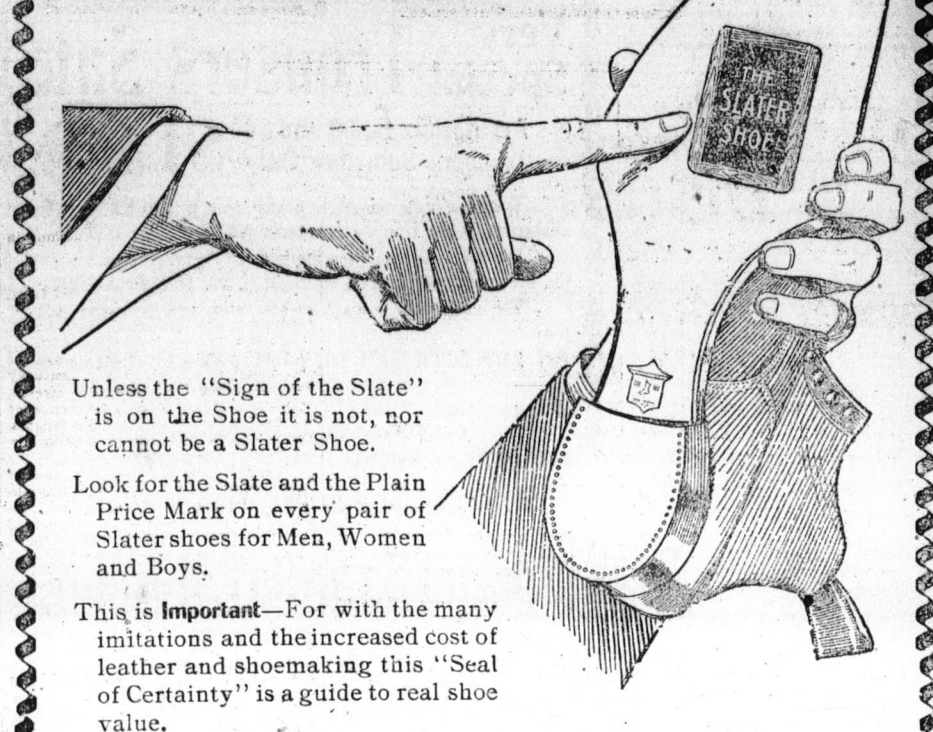 THE
SLATER
SHOE
Unless the "Sign of the Slate"
is on the Shoe it is not, nor
cannot be a Slater Shoe.
Look for the Slate and the Plain
Price Mark on every pair of
Slater shoes for Men, Women
and Boys.
This is Important—For with the many
imitations and the increased cost of
leather and shoemaking this "Seal
of Certainty" is a guide to real shoe
value.